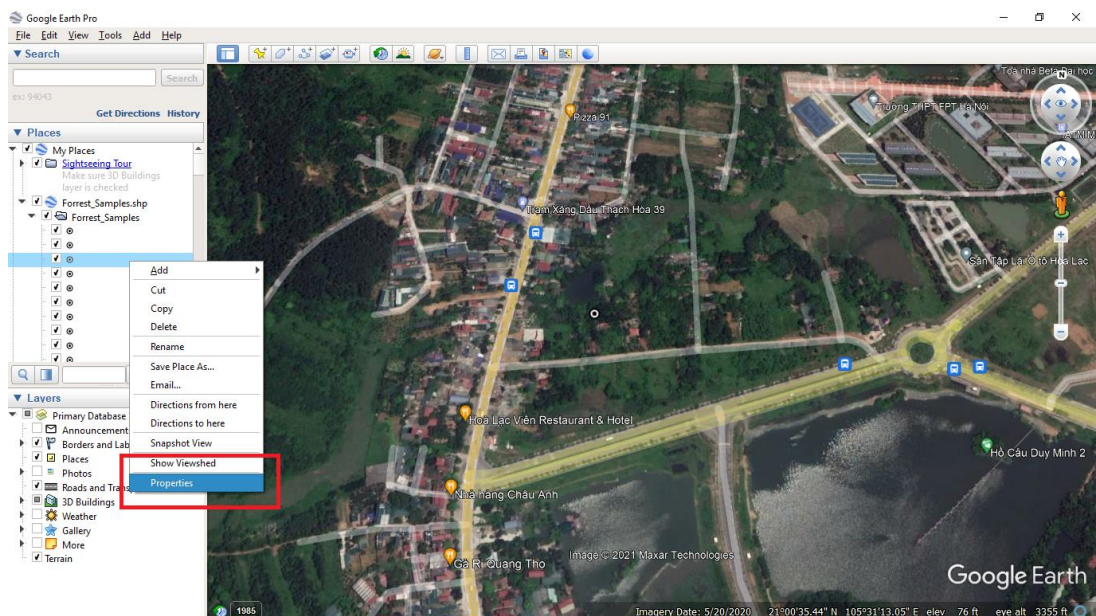 Google Earth Pro
File Edit View Tools Add Help
▼ Search
Search
ex: 94043
Get Directions History
▼ Places
My Places
Sightseeing Tour
Make sure 3D Buildings
layer is checked
Forrest_Samples.shp
Forrest_Samples
Add
Cut
Copy
Delete
Rename
Save Place As...
Email...
Directions from here
Directions to here
Snapshot View
Show Viewshed
Properties
▼ Layers
Primary Database
Announcement
Borders and Lab
Places
Photos
Roads and Trans
3D Buildings
Weather
Gallery
More
Terrain
Pizza 91
Trường THPT FPT Hà Nội
N
Trạm Xăng Dầu Thạch Hòa 39
Sân Tập Lái Ô tô Hòa Lạc
Hoà Lạc Viên Restaurant & Hotel
Hồ Câu Duy Minh 2
Nhà hàng Châu Anh
Gà Ri Quang Tho
Image © 2021 Maxar Technologies
Google Earth
1985
Imagery Date: 5/20/2020 21°00'35.44" N 105°31'13.05" E elev 76 ft eye alt 3355 ft